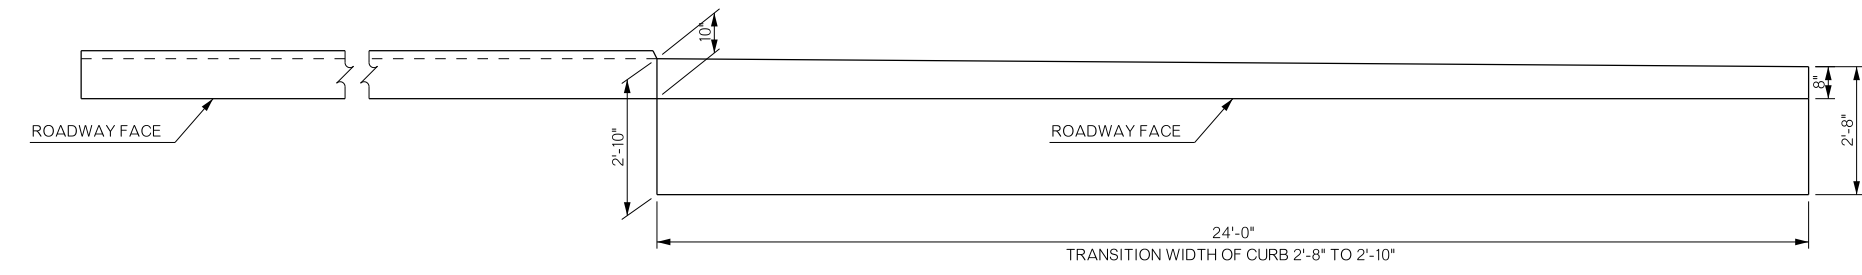 10"
8"
ROADWAY FACE
ROADWAY FACE
2'-10"
2'-8"
24'-0"
TRANSITION WIDTH OF CURB 2'-8" TO 2'-10"